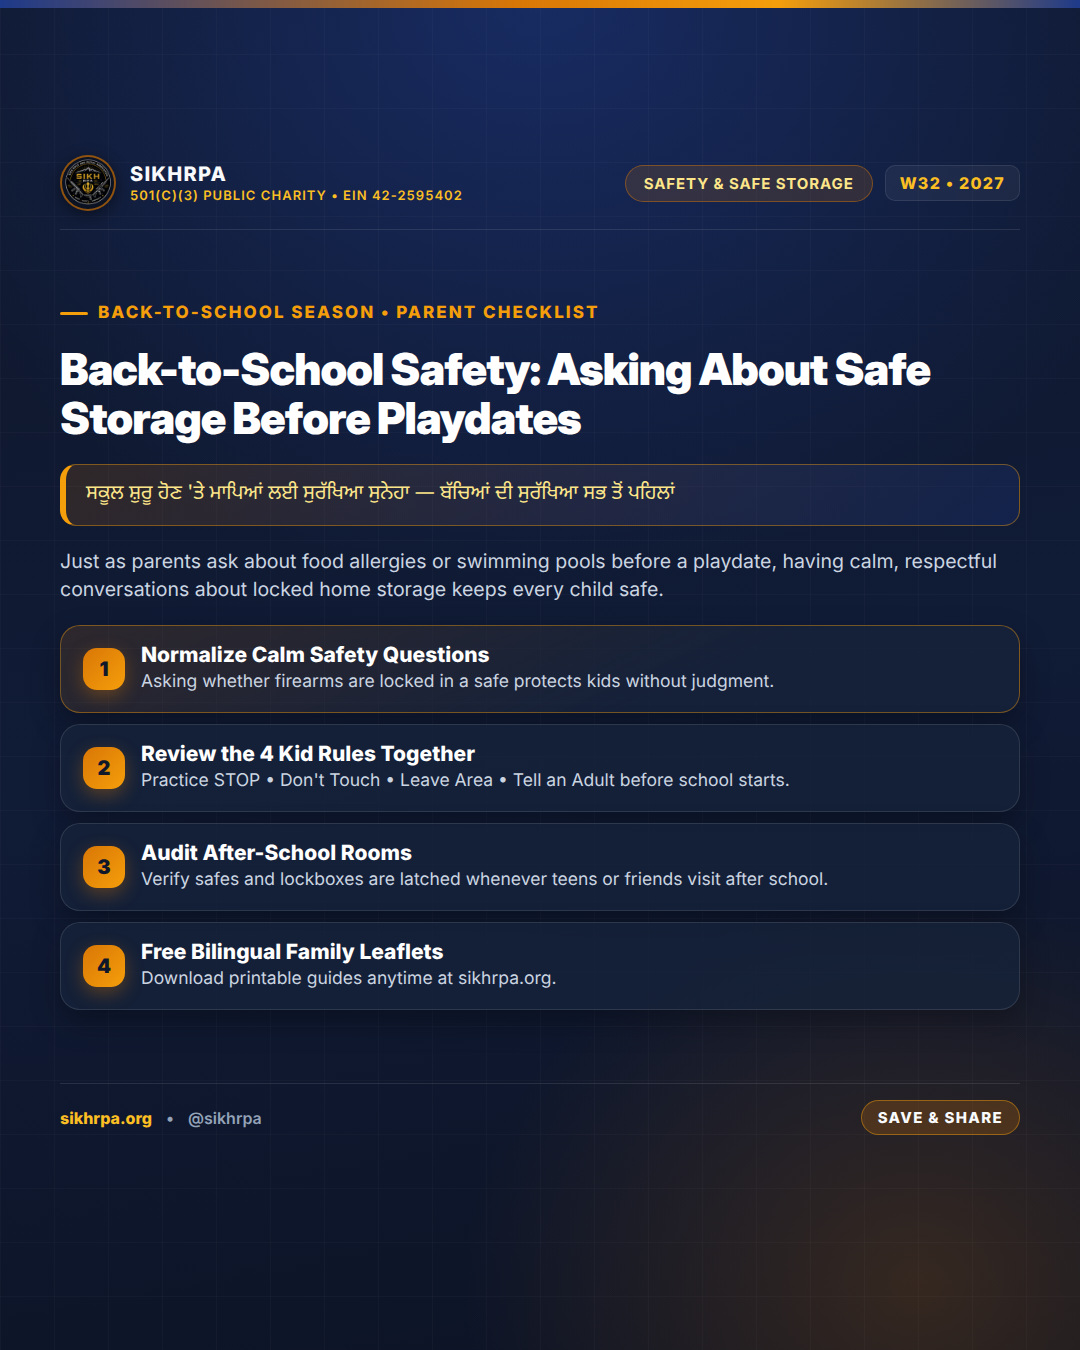 SIKH
SIKHRPA
501(C)(3) PUBLIC CHARITY • EIN 42-2595402
SAFETY & SAFE STORAGE
W32 • 2027
BACK-TO-SCHOOL SEASON • PARENT CHECKLIST
Back-to-School Safety: Asking About Safe
Storage Before Playdates
ਸਕੂਲ ਸ਼ੁਰੂ ਹੋਣ 'ਤੇ ਮਾਪਿਆਂ ਲਈ ਸੁਰੱਖਿਆ ਸੁਨੇਹਾ — ਬੱਚਿਆਂ ਦੀ ਸੁਰੱਖਿਆ ਸਭ ਤੋਂ ਪਹਿਲਾਂ
Just as parents ask about food allergies or swimming pools before a playdate, having calm, respectful
conversations about locked home storage keeps every child safe.
1
Normalize Calm Safety Questions
Asking whether firearms are locked in a safe protects kids without judgment.
2
Review the 4 Kid Rules Together
Practice STOP • Don't Touch • Leave Area • Tell an Adult before school starts.
3
Audit After-School Rooms
Verify safes and lockboxes are latched whenever teens or friends visit after school.
4
Free Bilingual Family Leaflets
Download printable guides anytime at sikhrpa.org.
sikhrpa.org • @sikhrpa
SAVE & SHARE